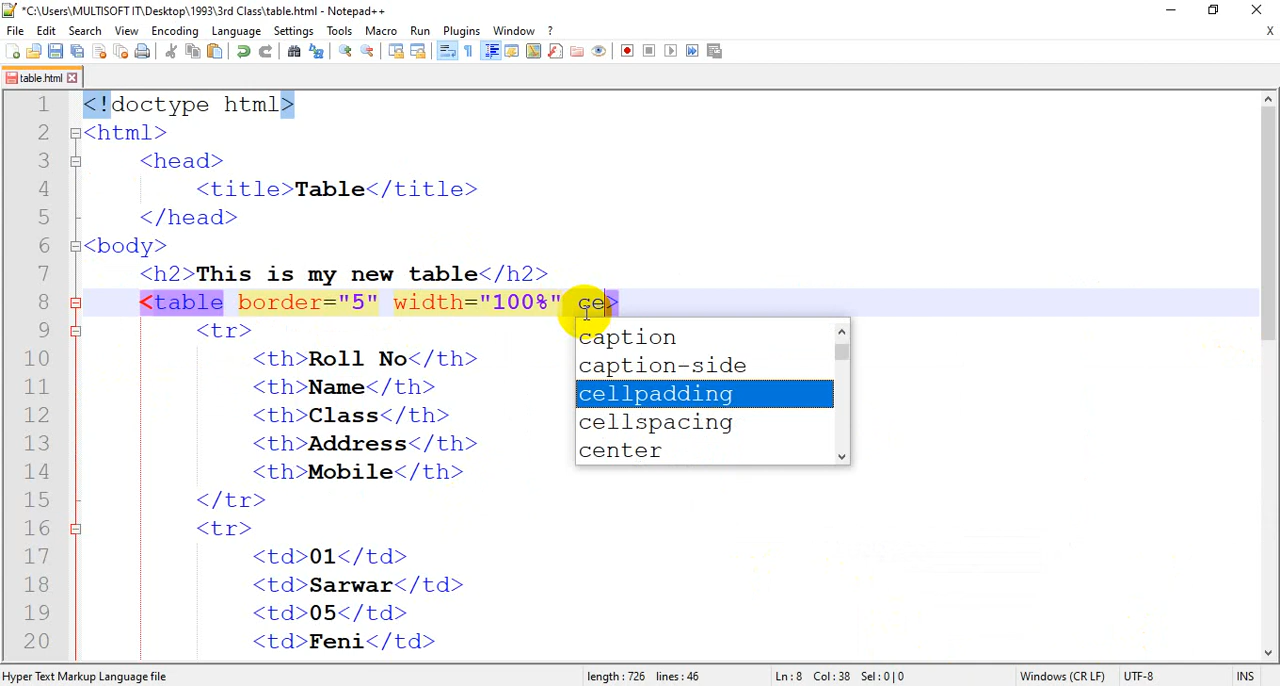 *C:\Users\MULTISOFT IT\Desktop\1993\3rd Class\table.html - Notepad++
File Edit Search View Encoding Language Settings Tools Macro Run Plugins Window ? X
table.html
1 <!doctype html>
2 <html>
3 <head>
4 <title>Table</title>
5 </head>
6 <body>
7 <h2>This is my new table</h2>
8 <table border="5" width="100%" ce>
9 <tr>
caption
10 <th>Roll No</th>
caption-side
11 <th>Name</th>
cellpadding
12 <th>Class</th>
cellspacing
13 <th>Address</th>
center
14 <th>Mobile</th>
15 </tr>
16 <tr>
17 <td>01</td>
18 <td>Sarwar</td>
19 <td>05</td>
20 <td>Feni</td>
Hyper Text Markup Language file length : 726 lines : 46 Ln : 8 Col : 38 Sel : 0 | 0 Windows (CR LF) UTF-8 INS